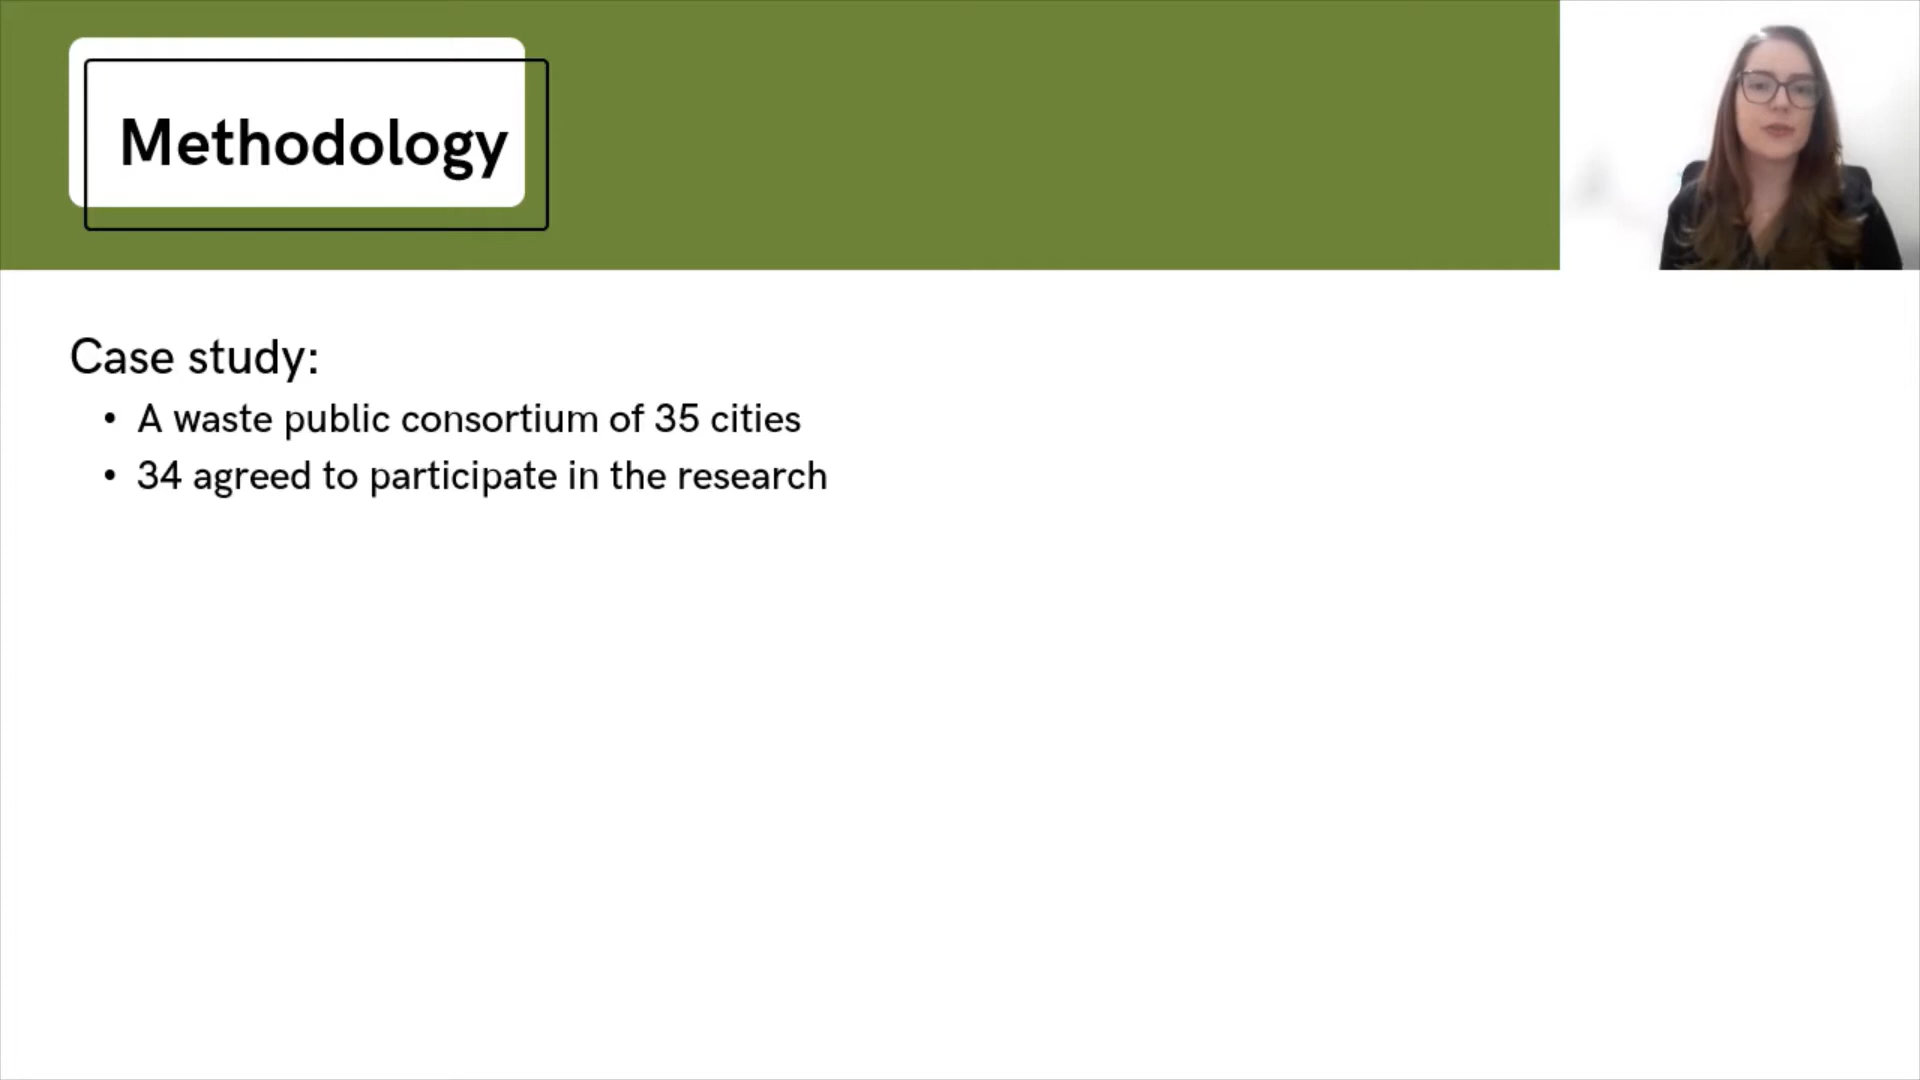 Methodology
Case study:
• A waste public consortium of 35 cities
• 34 agreed to participate in the research